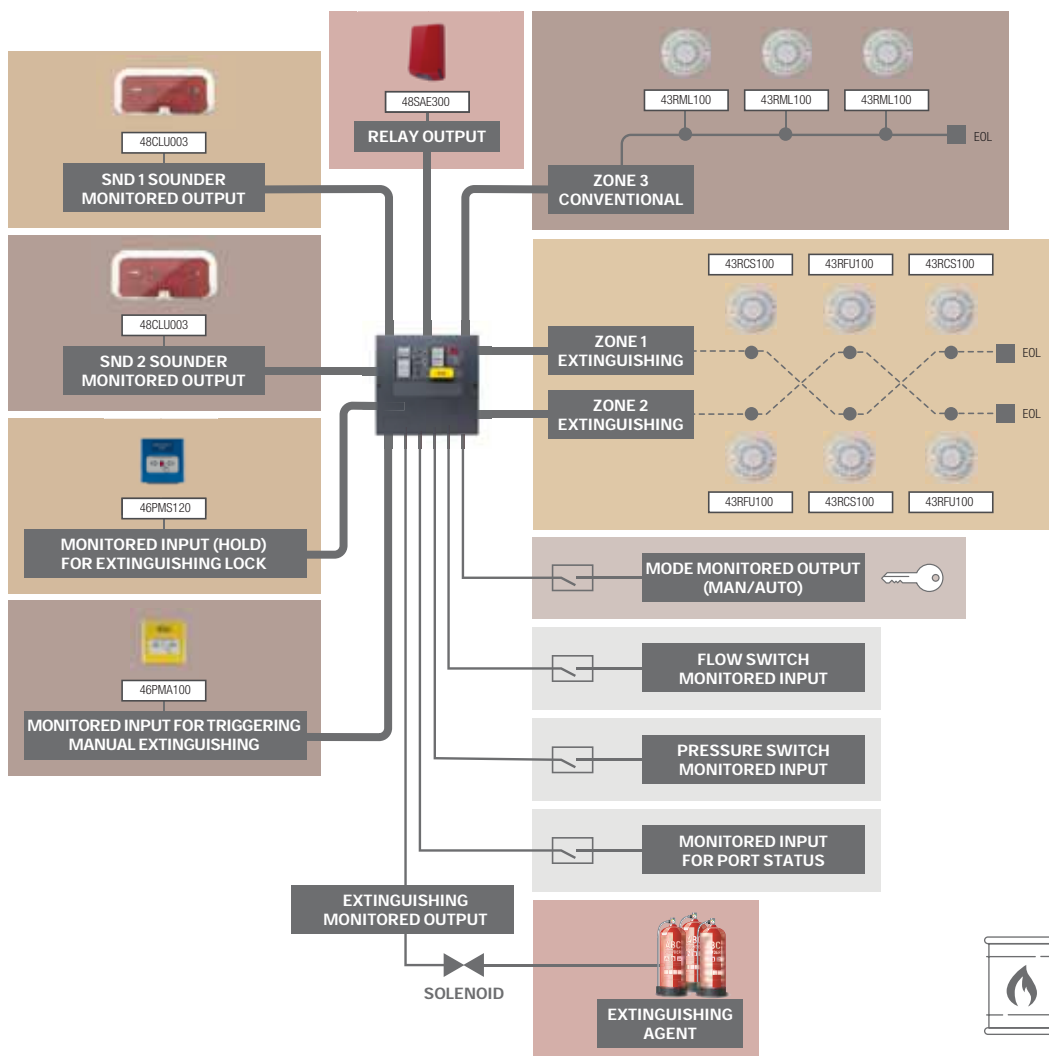 48SAE300
RELAY OUTPUT
48CLU003
SND 1 SOUNDER
MONITORED OUTPUT
43RML100
43RML100
43RML100
EOL
ZONE 3
CONVENTIONAL
48CLU003
SND 2 SOUNDER
MONITORED OUTPUT
43RCS100
43RFU100
43RCS100
ZONE 1
EXTINGUISHING
EOL
ZONE 2
EXTINGUISHING
EOL
43RFU100
43RCS100
43RFU100
46PMS120
MONITORED INPUT (HOLD)
FOR EXTINGUISHING LOCK
MODE MONITORED OUTPUT
(MAN/AUTO)
46PMA100
MONITORED INPUT FOR TRIGGERING
MANUAL EXTINGUISHING
FLOW SWITCH
MONITORED INPUT
PRESSURE SWITCH
MONITORED INPUT
MONITORED INPUT
FOR PORT STATUS
EXTINGUISHING
MONITORED OUTPUT
SOLENOID
ABC
ABC
EXTINGUISHING
AGENT